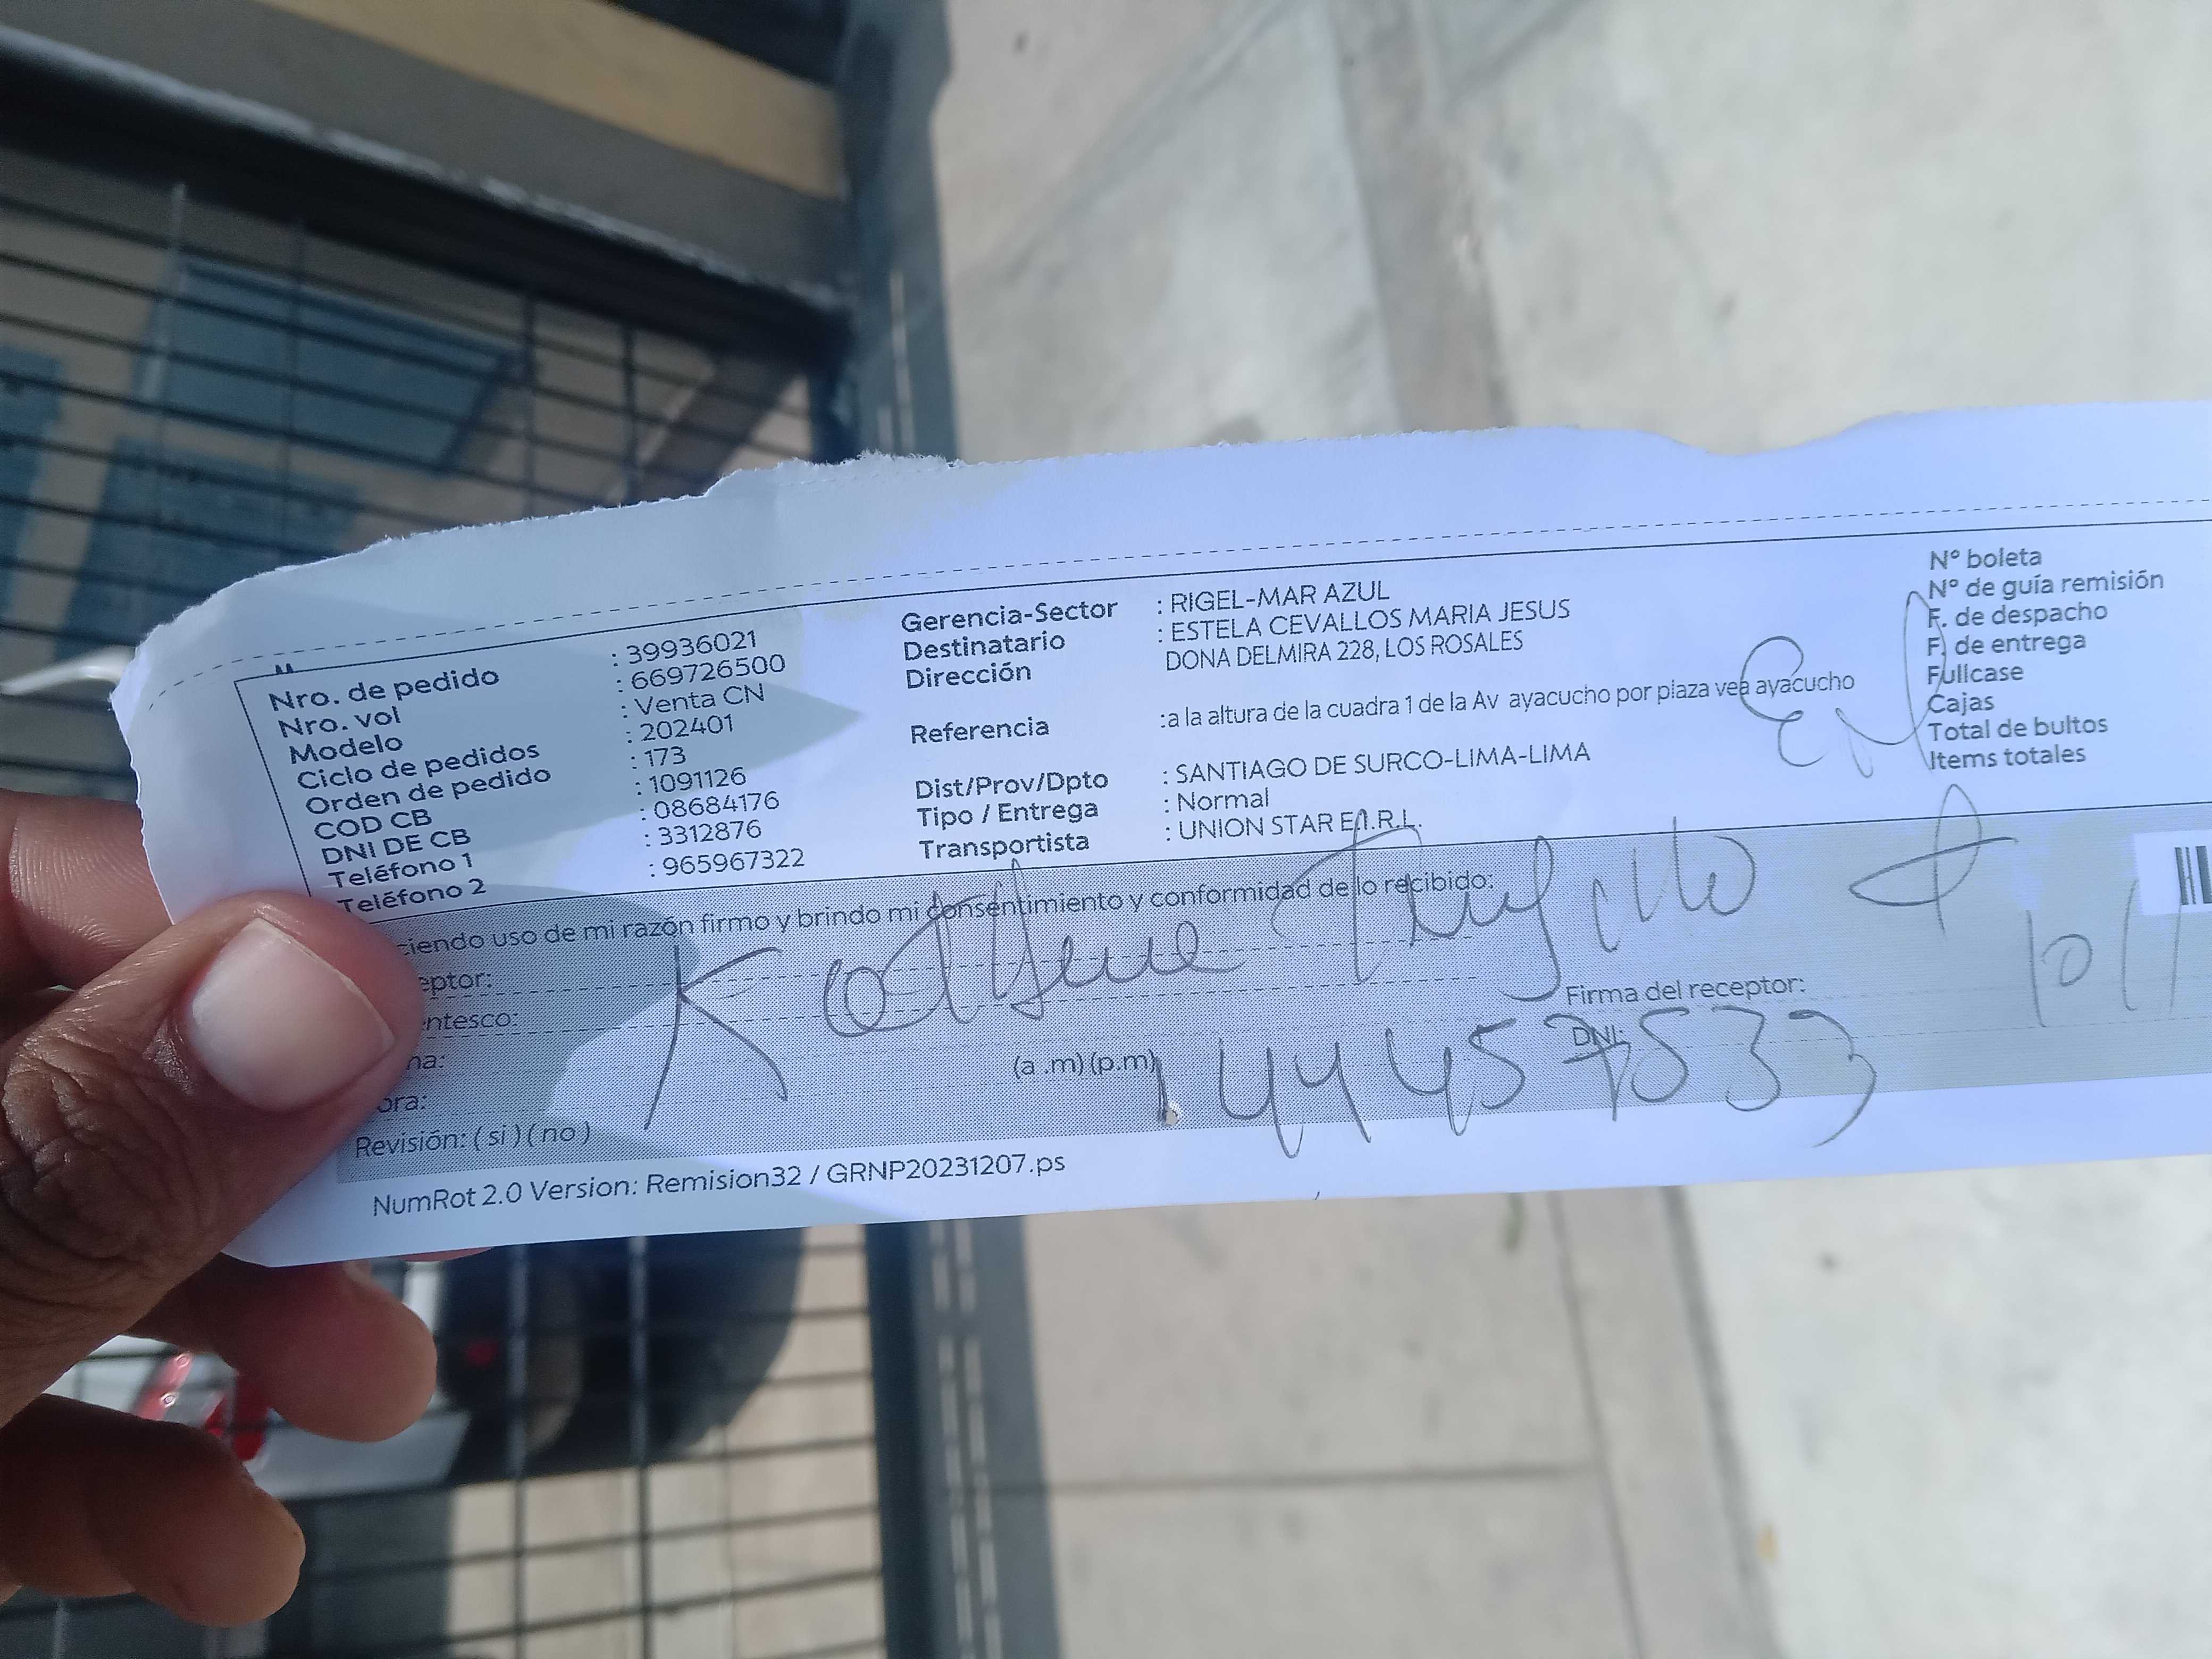 Nro. de pedido : 39936021
Nro. vol : 669726500
Modelo : Venta CN
Ciclo de pedidos : 202401
Orden de pedido : 173
COD CB : 1091126
DNI DE CB : 08684176
Teléfono 1 : 3312876
Teléfono 2 : 965967322
Gerencia-Sector : RIGEL-MAR AZUL
Destinatario : ESTELA CEVALLOS MARIA JESUS
Dirección DONA DELMIRA 228, LOS ROSALES
Referencia :a la altura de la cuadra 1 de la Av ayacucho por plaza vea ayacucho
Dist/Prov/Dpto : SANTIAGO DE SURCO-LIMA-LIMA
Tipo / Entrega : Normal
Transportista : UNION STAR E.I.R.L.
N° boleta
N° de guía remisión
F. de despacho
F. de entrega
Fullcase
Cajas
Total de bultos
Items totales
ciendo uso de mi razón firmo y brindo mi consentimiento y conformidad de lo recibido:
eptor:
entesco:
na:
ora:
(a .m) (p.m)
Trujillo
Firma del receptor:
DNI:
44457533
Revisión: ( si ) ( no )
NumRot 2.0 Version: Remision32 / GRNP20231207.ps